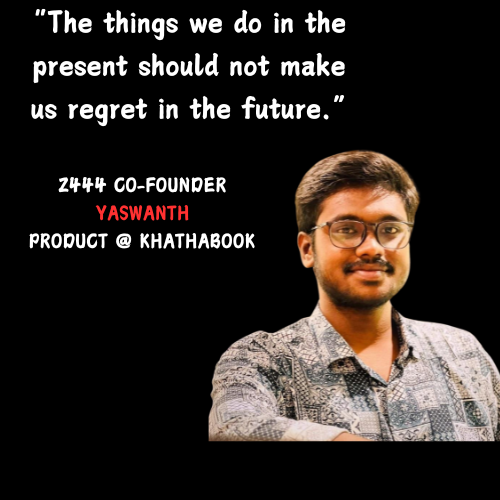 "The things we do in the
present should not make
us regret in the future."
2444 CO-FOUNDER
YASWANTH
PRODUCT @ KHATHABOOK